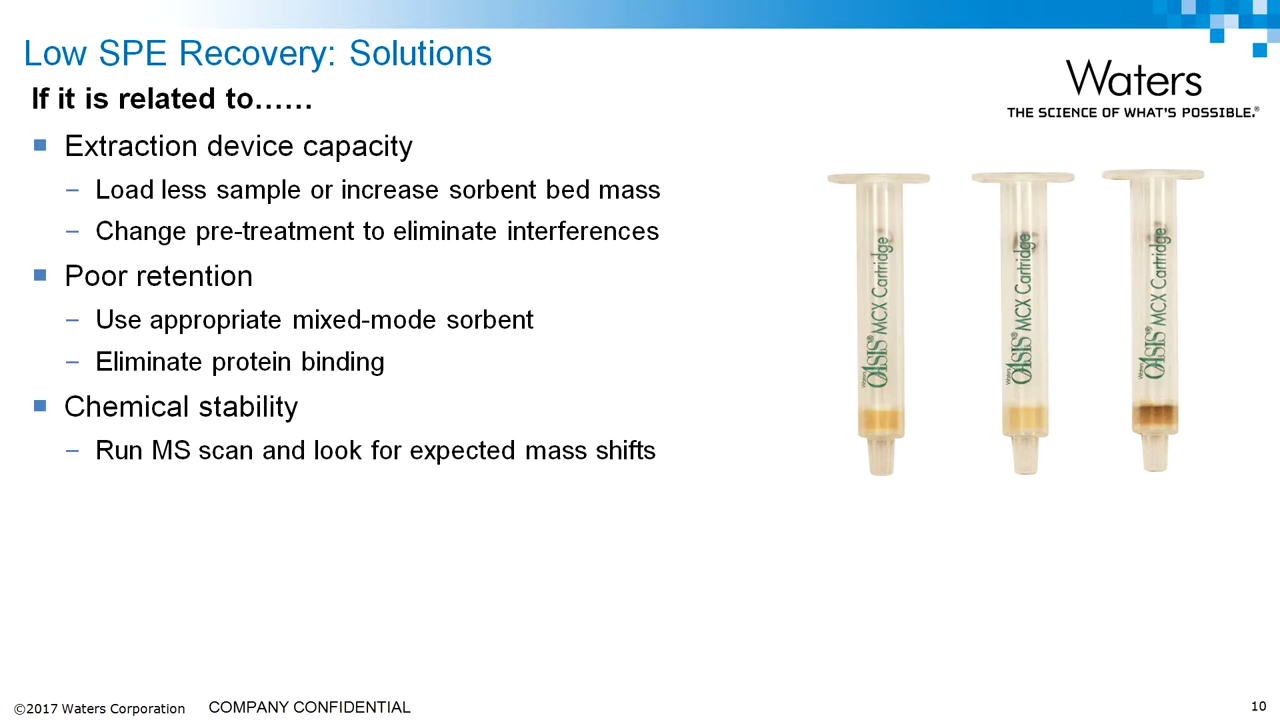 Low SPE Recovery: Solutions
Waters
THE SCIENCE OF WHAT'S POSSIBLE.®
If it is related to……
■ Extraction device capacity
– Load less sample or increase sorbent bed mass
– Change pre-treatment to eliminate interferences
■ Poor retention
– Use appropriate mixed-mode sorbent
– Eliminate protein binding
■ Chemical stability
– Run MS scan and look for expected mass shifts
Waters OASIS® MCX Cartridge
Waters OASIS® MCX Cartridge
Waters OASIS® MCX Cartridge
©2017 Waters Corporation COMPANY CONFIDENTIAL 10